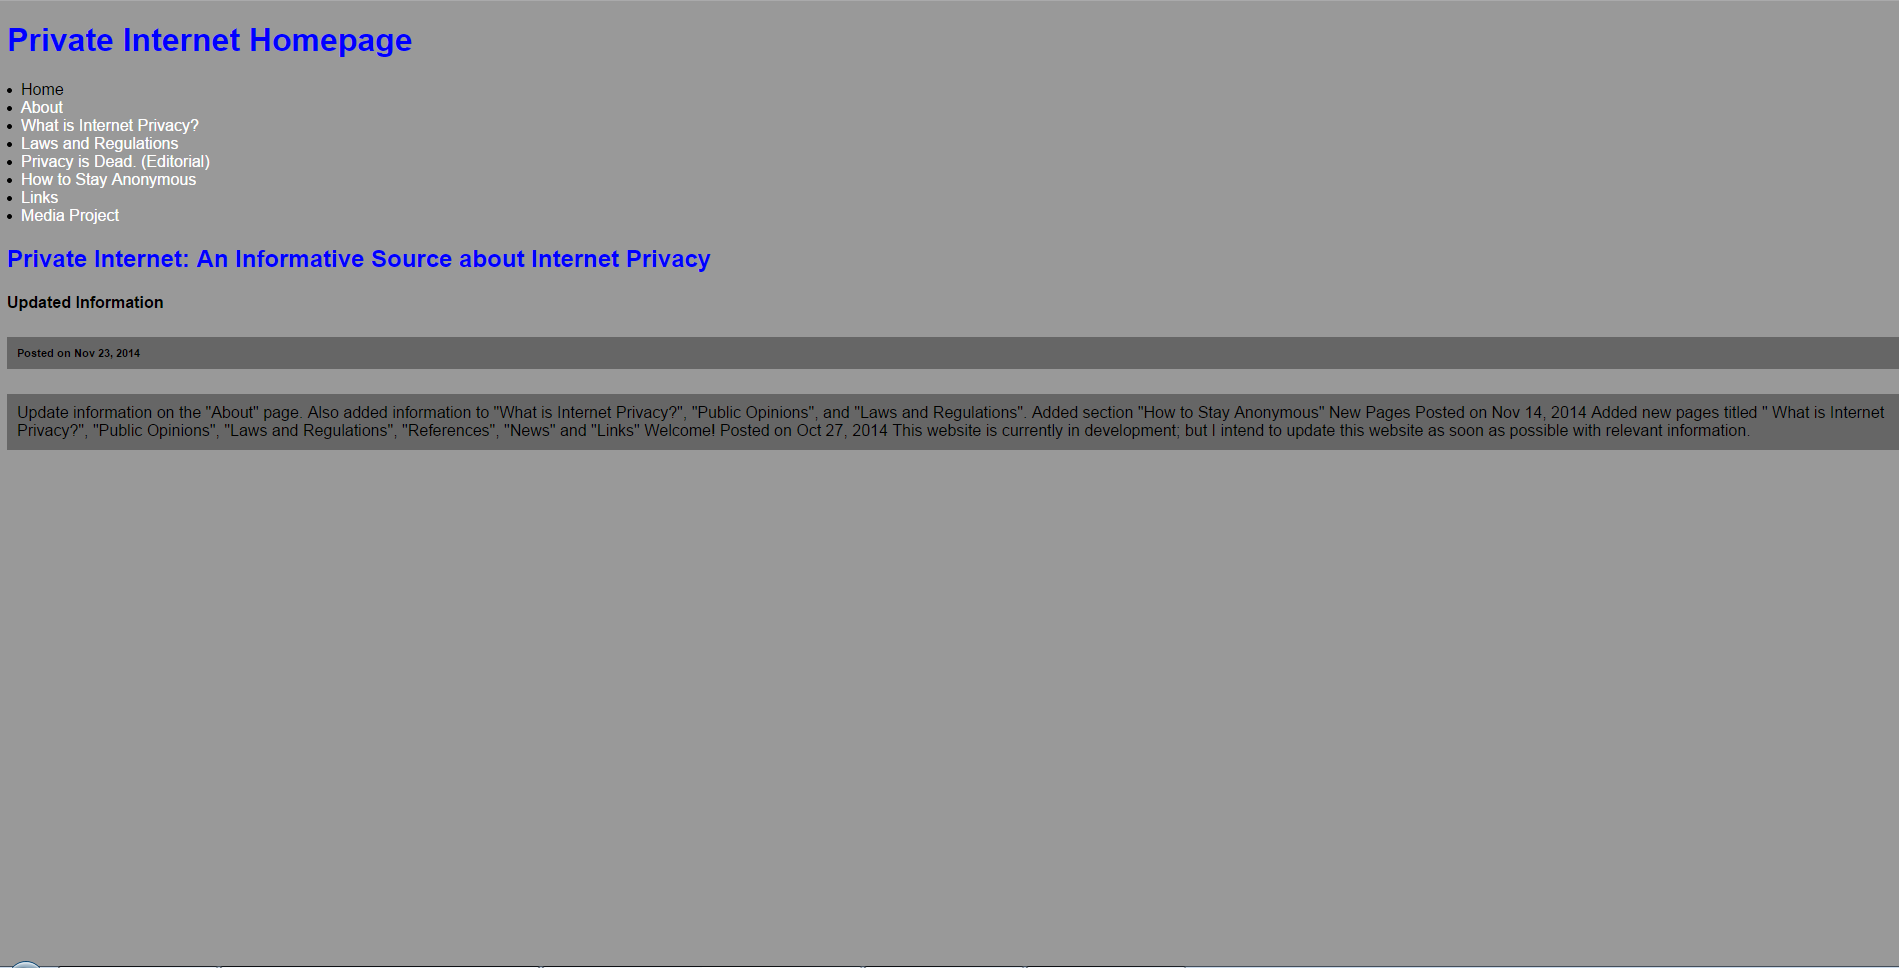 Private Internet Homepage
Home
About
What is Internet Privacy?
Laws and Regulations
Privacy is Dead. (Editorial)
How to Stay Anonymous
Links
Media Project
Private Internet: An Informative Source about Internet Privacy
Updated Information
Posted on Nov 23, 2014
Update information on the "About" page. Also added information to "What is Internet Privacy?", "Public Opinions", and "Laws and Regulations". Added section "How to Stay Anonymous" New Pages Posted on Nov 14, 2014 Added new pages titled " What is Internet
Privacy?", "Public Opinions", "Laws and Regulations", "References", "News" and "Links" Welcome! Posted on Oct 27, 2014 This website is currently in development; but I intend to update this website as soon as possible with relevant information.